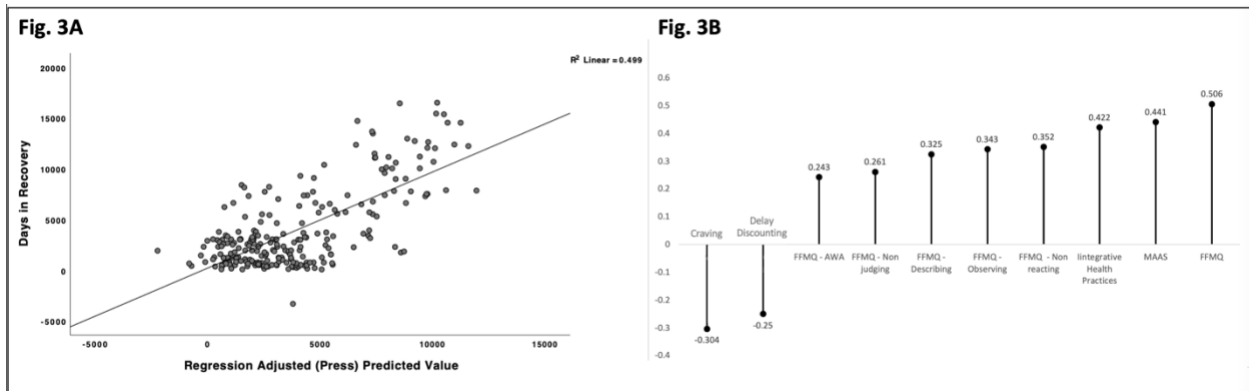 Fig. 3A
R² Linear = 0.499
20000
15000
10000
5000
0
-5000
Days in Recovery
-5000
0
5000
10000
15000
Regression Adjusted (Press) Predicted Value
Fig. 3B
0.6
0.5
0.4
0.3
0.2
0.1
0
-0.1
-0.2
-0.3
-0.4
Craving
-0.304
Delay
Discounting
-0.25
0.243
FFMQ - AWA
0.261
FFMQ - Non
judging
0.325
FFMQ -
Describing
0.343
FFMQ -
Observing
0.352
FFMQ - Non
reacting
0.422
Iintegrative
Health
Practices
0.441
MAAS
0.506
FFMQ